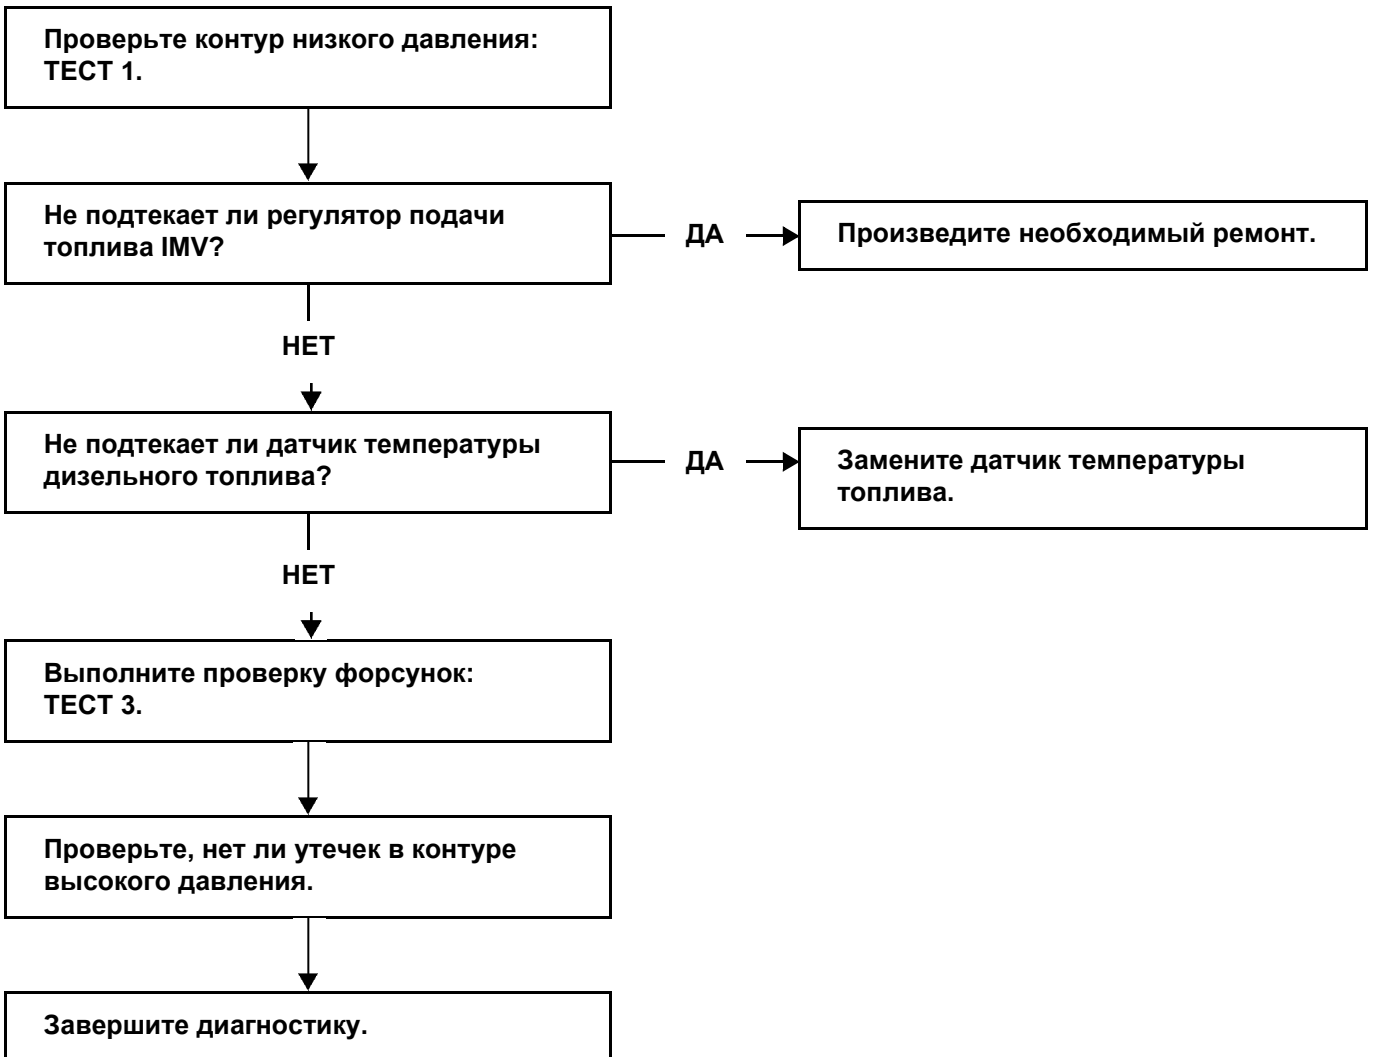 Проверьте контур низкого давления:
ТЕСТ 1.
Не подтекает ли регулятор подачи
топлива IMV?
ДА
Произведите необходимый ремонт.
НЕТ
Не подтекает ли датчик температуры
дизельного топлива?
ДА
Замените датчик температуры
топлива.
НЕТ
Выполните проверку форсунок:
ТЕСТ 3.
Проверьте, нет ли утечек в контуре
высокого давления.
Завершите диагностику.